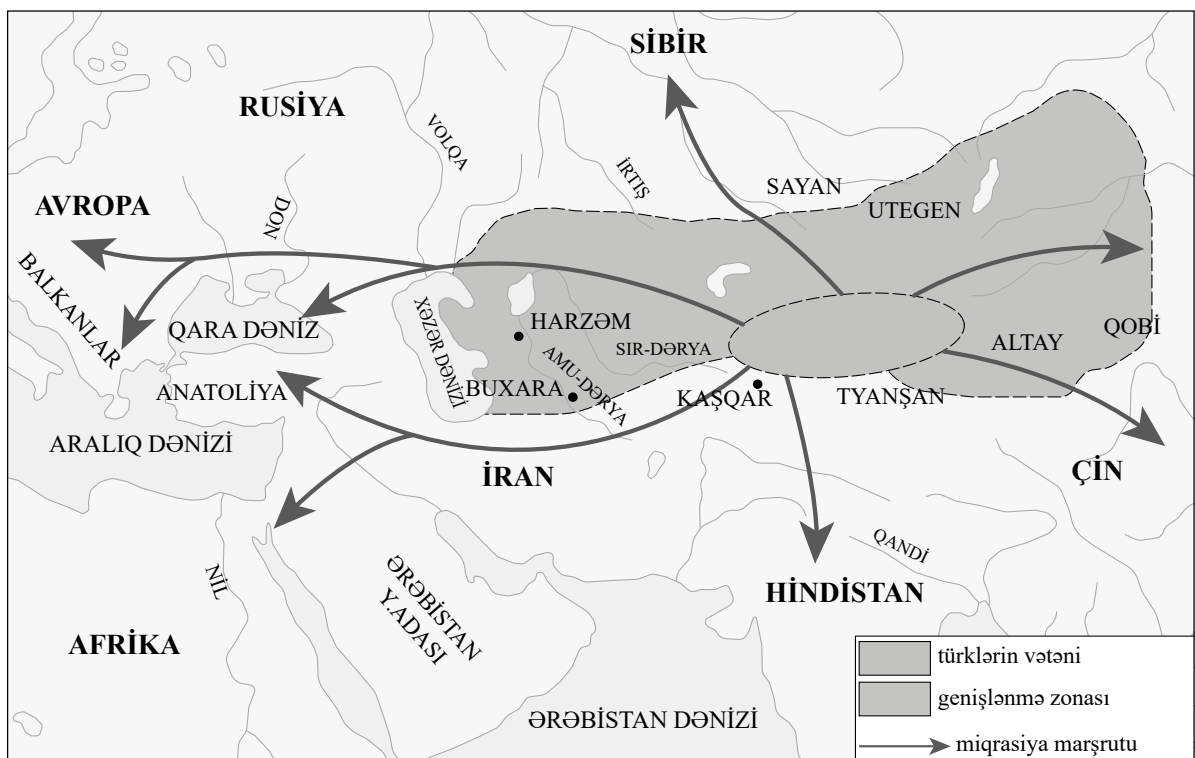 SİBİR
RUSİYA
VOLQA
İRTIŞ
SAYAN
UTEGEN
AVROPA
DON
BALKANLAR
QARA DƏNİZ
XƏZƏR DƏNİZİ
HARZƏM
SIR-DƏRYA
AMU-DƏRYA
ALTAY
QOBİ
ANATOLİYA
BUXARA
KAŞQAR
TYANŞAN
ARALIQ DƏNİZİ
İRAN
ÇİN
QANDİ
NİL
ƏRƏBİSTAN
Y.ADASI
HİNDİSTAN
AFRİKA
ƏRƏBİSTAN DƏNİZİ
türklərin vətəni
genişlənmə zonası
miqrasiya marşrutu